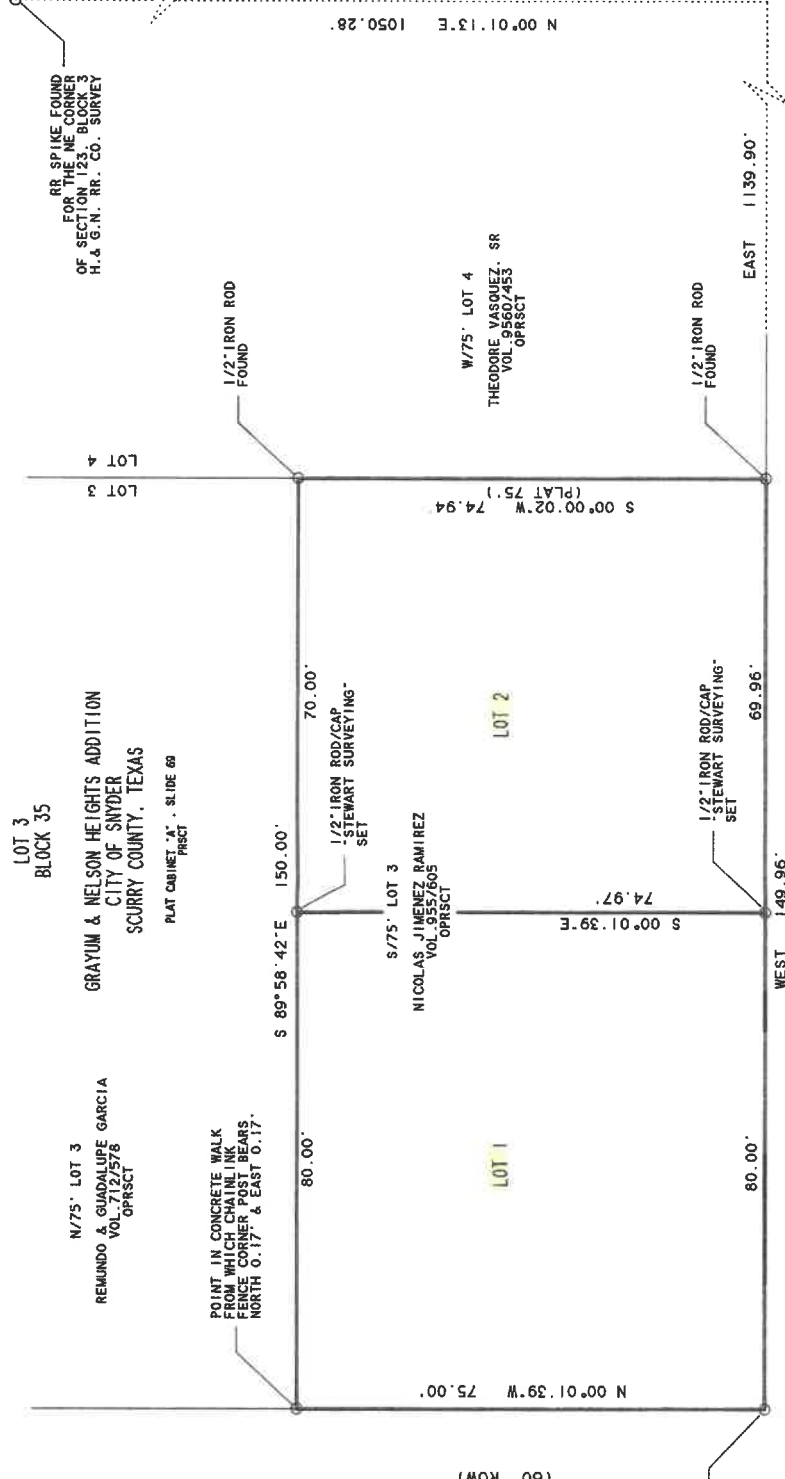 LOT 3
BLOCK 35
GRAYUM & NELSON HEIGHTS ADDITION
CITY OF SNYDER
SCURRY COUNTY, TEXAS
PLAT CABINET "A", SLIDE 69
PRSCT
N/75' LOT 3
REMUNDO & GUADALUPE GARCIA
VOL.712/578
OPRSCT
POINT IN CONCRETE WALK
FROM WHICH CHAINLINK
FENCE CORNER POST BEARS
NORTH 0.17' & EAST 0.17'
S 89°58'42"E 150.00'
80.00'
70.00'
1/2"IRON ROD/CAP
"STEWART SURVEYING"
SET
S/75' LOT 3
NICOLAS JIMENEZ RAMIREZ
VOL.955/605
OPRSCT
LOT 1
LOT 2
N 00°01'39"W 75.00'
S 00°01'39"E
74.97'
S 00°00'02"W 74.94'
(PLAT 75')
1/2"IRON ROD/CAP
"STEWART SURVEYING"
SET
80.00'
69.96'
WEST 149.96'
LOT 3
LOT 4
1/2"IRON ROD
FOUND
1/2"IRON ROD
FOUND
W/75' LOT 4
THEODORE VASQUEZ, SR
VOL.9560/453
OPRSCT
EAST 1139.90'
N 00°01'13"E 1050.28'
RR SPIKE FOUND
FOR THE NE CORNER
OF SECTION 123, BLOCK 3
H.& G.N. RR. CO. SURVEY
(60' ROW)